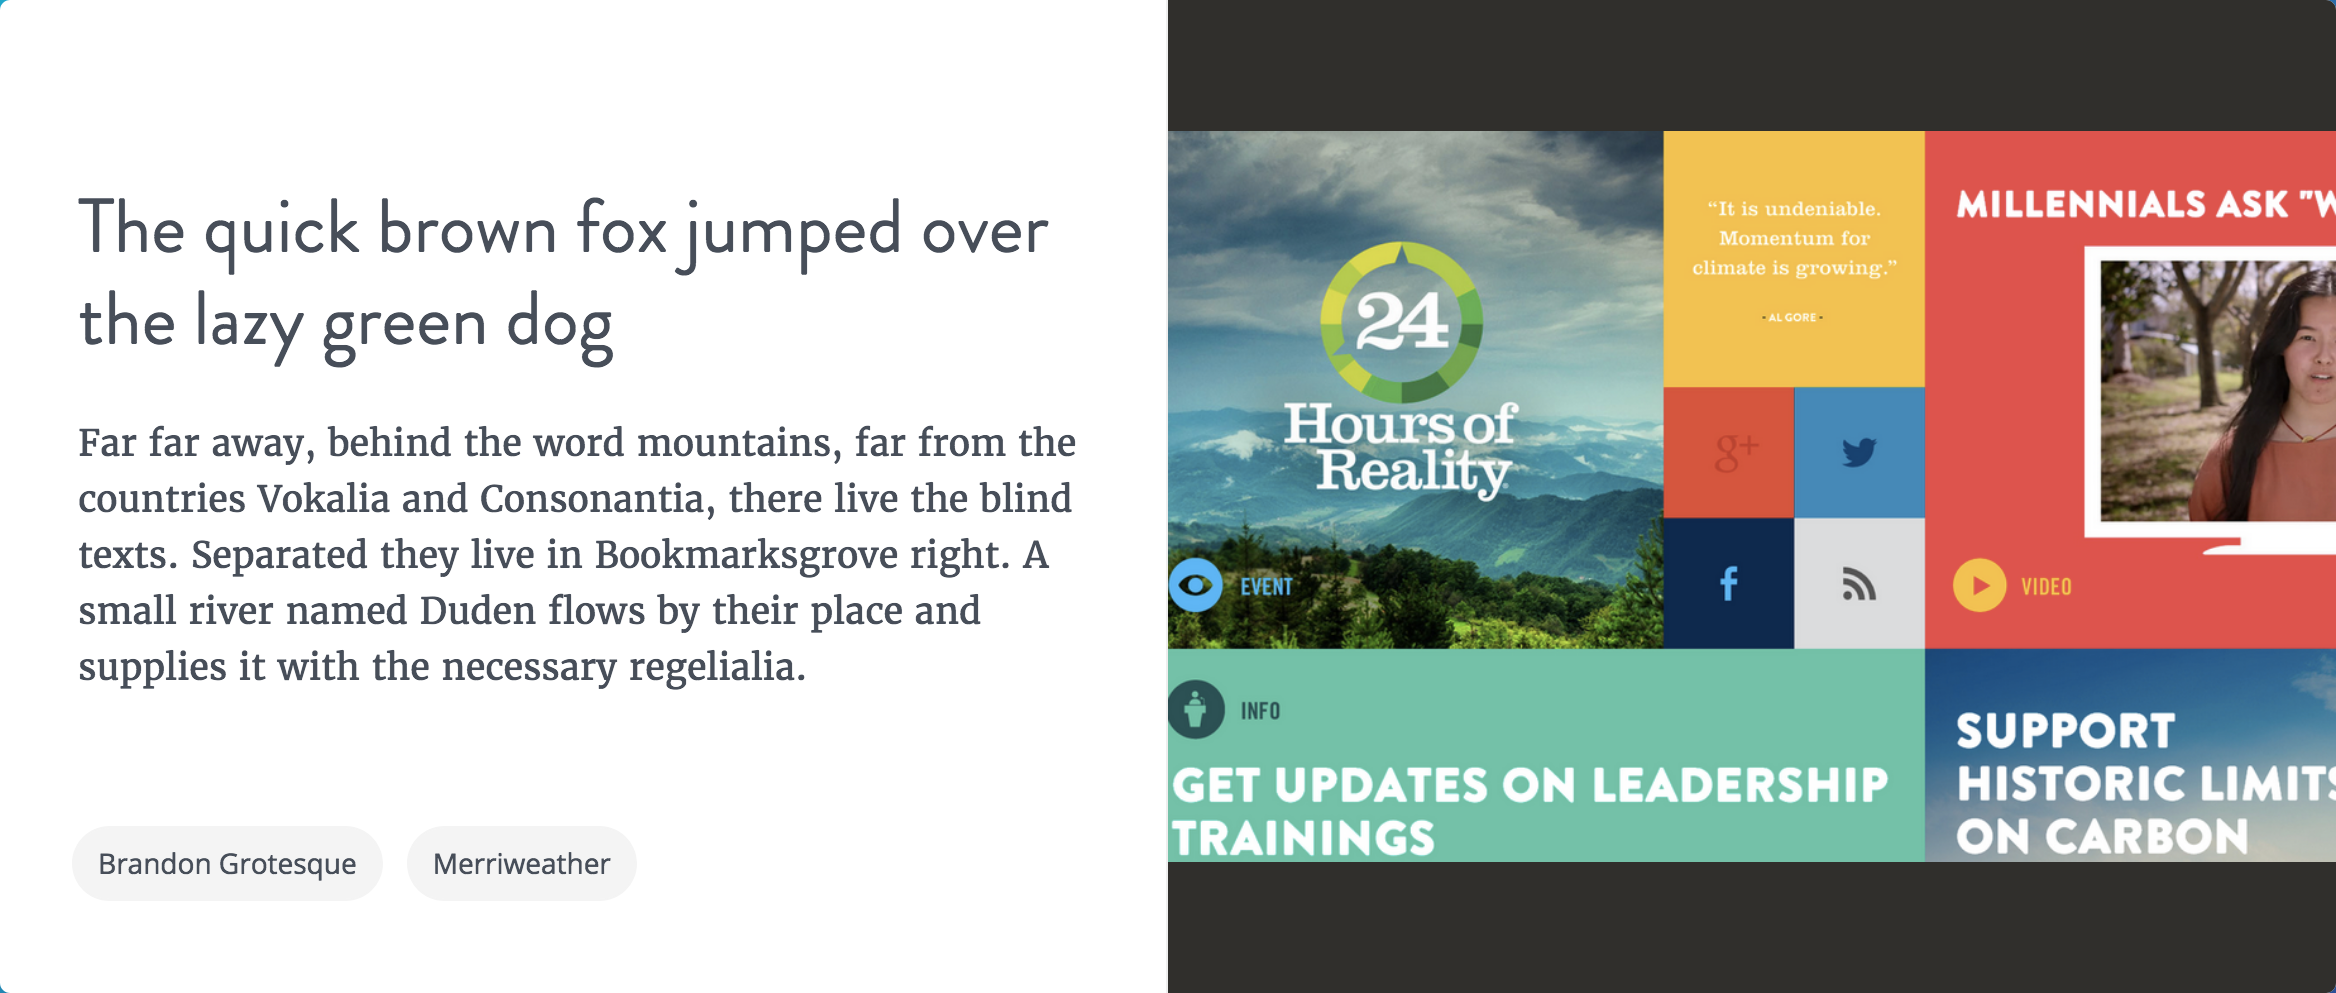 The quick brown fox jumped over
the lazy green dog
Far far away, behind the word mountains, far from the
countries Vokalia and Consonantia, there live the blind
texts. Separated they live in Bookmarksgrove right. A
small river named Duden flows by their place and
supplies it with the necessary regelialia.
Brandon Grotesque
Merriweather
24
Hours of
Reality
EVENT
“It is undeniable.
Momentum for
climate is growing.”
- AL GORE -
g+
f
MILLENNIALS ASK "W
VIDEO
INFO
GET UPDATES ON LEADERSHIP
TRAININGS
SUPPORT
HISTORIC LIMITS
ON CARBON